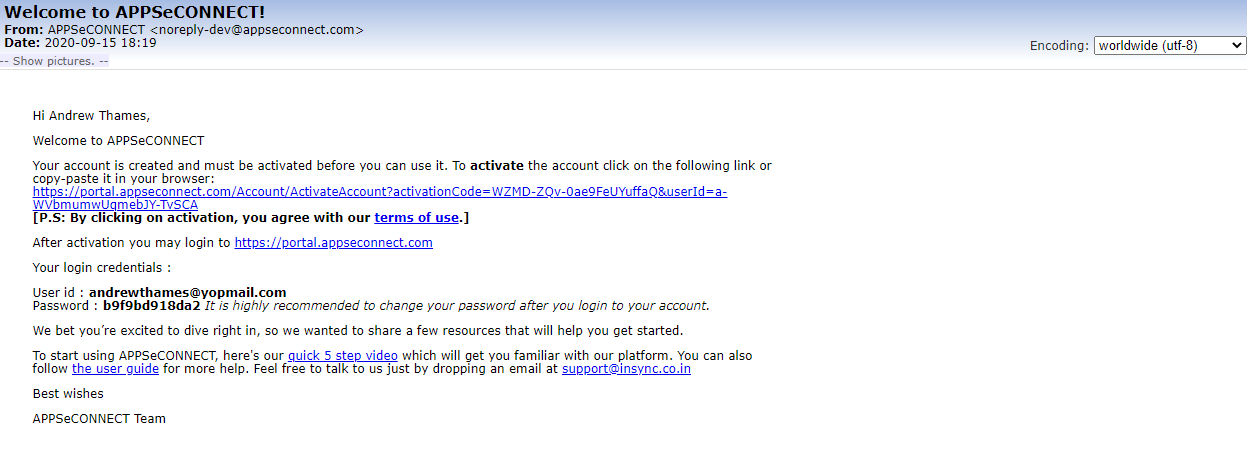 Welcome to APPSeCONNECT!
From: APPSeCONNECT <noreply-dev@appseconnect.com>
Date: 2020-09-15 18:19
Encoding: worldwide (utf-8)
-- Show pictures. --
Hi Andrew Thames,
Welcome to APPSeCONNECT
Your account is created and must be activated before you can use it. To activate the account click on the following link or
copy-paste it in your browser:
https://portal.appseconnect.com/Account/ActivateAccount?activationCode=WZMD-ZQv-0ae9FeUYuffaQ&userId=a-
WVbmumwUqmebJY-TvSCA
[P.S: By clicking on activation, you agree with our terms of use.]
After activation you may login to https://portal.appseconnect.com
Your login credentials :
User id : andrewthames@yopmail.com
Password : b9f9bd918da2 It is highly recommended to change your password after you login to your account.
We bet you’re excited to dive right in, so we wanted to share a few resources that will help you get started.
To start using APPSeCONNECT, here's our quick 5 step video which will get you familiar with our platform. You can also
follow the user guide for more help. Feel free to talk to us just by dropping an email at support@insync.co.in
Best wishes
APPSeCONNECT Team